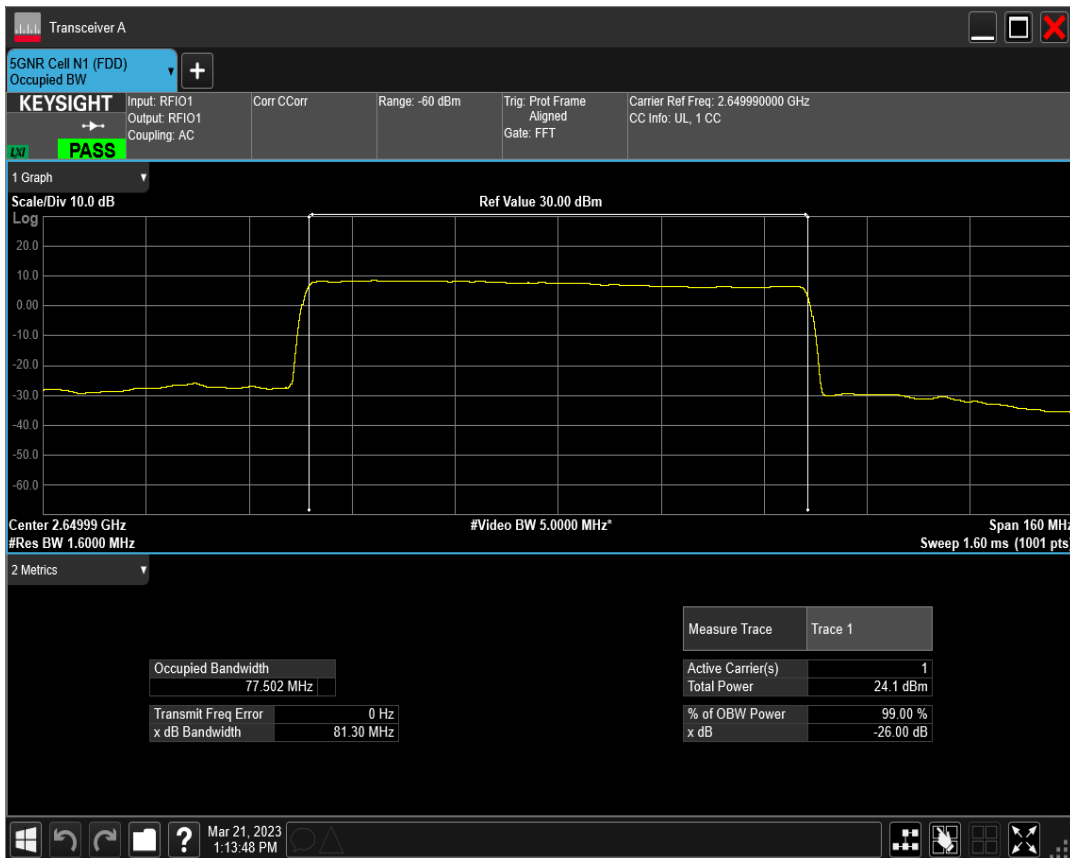 Transceiver A
5GNR Cell N1 (FDD)
Occupied BW
+
KEYSIGHT
LXI
PASS
Input: RFIO1
Output: RFIO1
Coupling: AC
Corr CCorr
Range: -60 dBm
Trig: Prot Frame
Aligned
Gate: FFT
Carrier Ref Freq: 2.649990000 GHz
CC Info: UL, 1 CC
1 Graph
Scale/Div 10.0 dB
Ref Value 30.00 dBm
Log
20.0
10.0
0.00
-10.0
-20.0
-30.0
-40.0
-50.0
-60.0
Center 2.64999 GHz
#Video BW 5.0000 MHz*
Span 160 MHz
#Res BW 1.6000 MHz
Sweep 1.60 ms (1001 pts)
2 Metrics
Measure Trace Trace 1
Occupied Bandwidth
77.502 MHz
Active Carrier(s) 1
Total Power 24.1 dBm
Transmit Freq Error 0 Hz
x dB Bandwidth 81.30 MHz
% of OBW Power 99.00 %
x dB -26.00 dB
?
Mar 21, 2023
1:13:48 PM